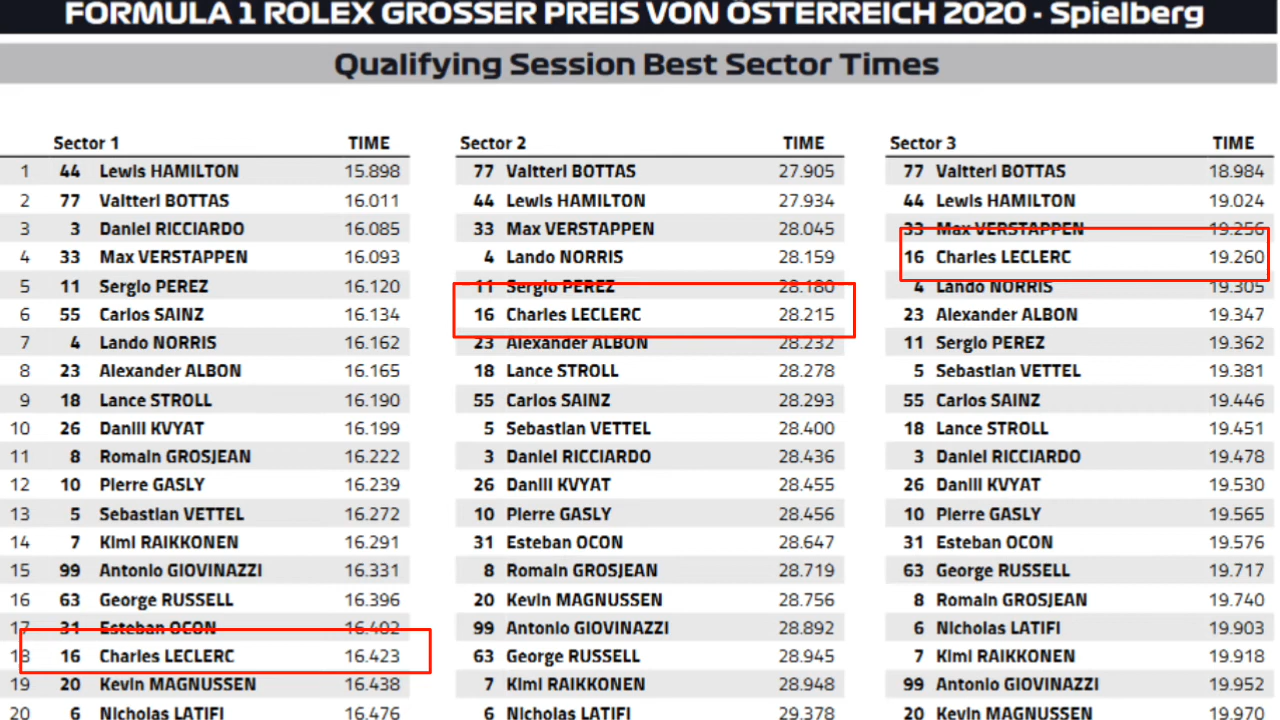 FORMULA 1 ROLEX GROSSER PREIS VON ÖSTERREICH 2020 - Spielberg
Qualifying Session Best Sector Times
Sector 1 TIME Sector 2 TIME Sector 3 TIME
1 44 Lewis HAMILTON 15.898 77 Valtteri BOTTAS 27.905 77 Valtteri BOTTAS 18.984
2 77 Valtteri BOTTAS 16.011 44 Lewis HAMILTON 27.934 44 Lewis HAMILTON 19.024
3 3 Daniel RICCIARDO 16.085 33 Max VERSTAPPEN 28.045 33 Max VERSTAPPEN 19.256
4 33 Max VERSTAPPEN 16.093 4 Lando NORRIS 28.159 16 Charles LECLERC 19.260
5 11 Sergio PEREZ 16.120 11 Sergio PEREZ 28.180 4 Lando NORRIS 19.305
6 55 Carlos SAINZ 16.134 16 Charles LECLERC 28.215 23 Alexander ALBON 19.347
7 4 Lando NORRIS 16.162 23 Alexander ALBON 28.232 11 Sergio PEREZ 19.362
8 23 Alexander ALBON 16.165 18 Lance STROLL 28.278 5 Sebastian VETTEL 19.381
9 18 Lance STROLL 16.190 55 Carlos SAINZ 28.293 55 Carlos SAINZ 19.446
10 26 Daniil KVYAT 16.199 5 Sebastian VETTEL 28.400 18 Lance STROLL 19.451
11 8 Romain GROSJEAN 16.222 3 Daniel RICCIARDO 28.436 3 Daniel RICCIARDO 19.478
12 10 Pierre GASLY 16.239 26 Daniil KVYAT 28.455 26 Daniil KVYAT 19.530
13 5 Sebastian VETTEL 16.272 10 Pierre GASLY 28.456 10 Pierre GASLY 19.565
14 7 Kimi RAIKKONEN 16.291 31 Esteban OCON 28.647 31 Esteban OCON 19.576
15 99 Antonio GIOVINAZZI 16.331 8 Romain GROSJEAN 28.719 63 George RUSSELL 19.717
16 63 George RUSSELL 16.396 20 Kevin MAGNUSSEN 28.756 8 Romain GROSJEAN 19.740
17 31 Esteban OCON 16.402 99 Antonio GIOVINAZZI 28.892 6 Nicholas LATIFI 19.903
18 16 Charles LECLERC 16.423 63 George RUSSELL 28.945 7 Kimi RAIKKONEN 19.918
19 20 Kevin MAGNUSSEN 16.438 7 Kimi RAIKKONEN 28.948 99 Antonio GIOVINAZZI 19.952
20 6 Nicholas LATIFI 16.476 6 Nicholas LATIFI 29.378 20 Kevin MAGNUSSEN 19.970